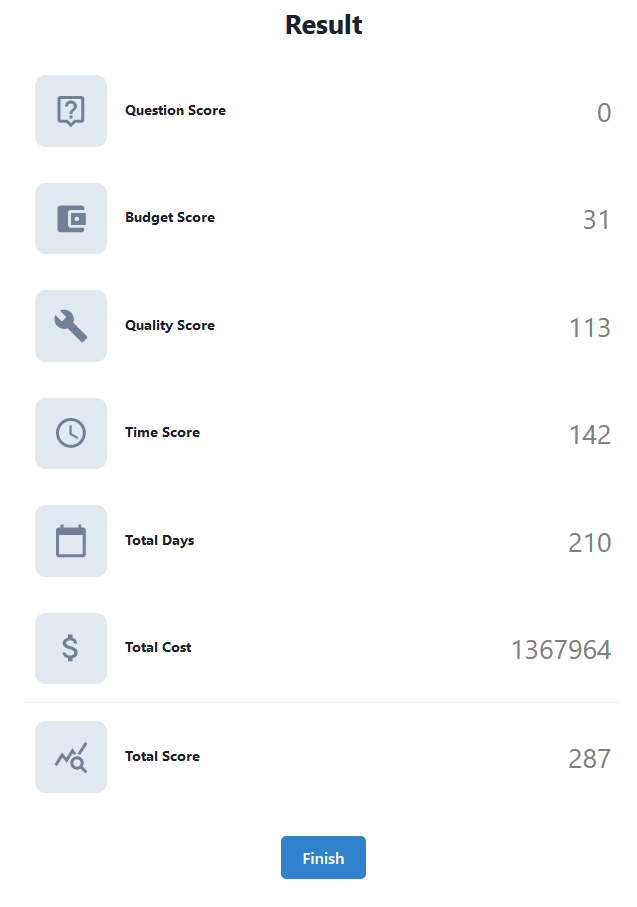 Result
Question Score 0
Budget Score 31
Quality Score 113
Time Score 142
Total Days 210
Total Cost 1367964
Total Score 287
Finish